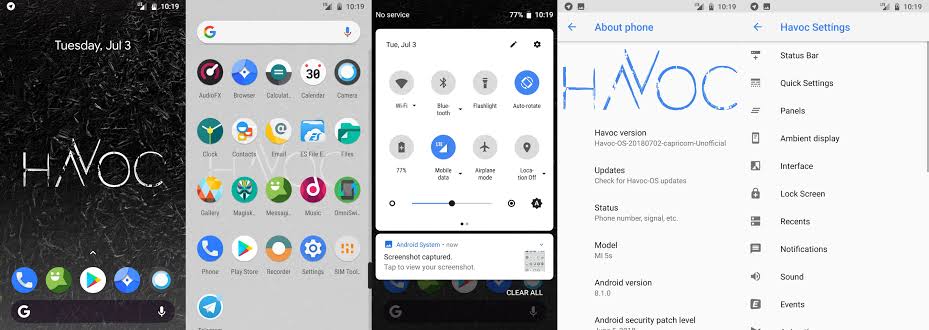 10:19
Tuesday, Jul 3
HAVOC
G
10:19
G
AudioFX
Browser
Calculat..
30
Calendar
Camera
Clock
Contacts
Email
ES File E..
Files
Gallery
Magisk..
Messagi..
Music
OmniSwi..
Phone
Play Store
Recorder
Settings
SIM Tool..
No service
77% 10:19
Tue, Jul 3
Wi-Fi
Blue-
tooth
Flashlight
Auto-rotate
LTE
77%
Mobile
data
Airplane
mode
Loca-
tion Off
A
Android System • now
Screenshot captured.
Tap to view your screenshot.
CLEAR ALL
G
10:19
About phone
HAVOC
Havoc version
Havoc-OS-20180702-capricorn-Unofficial
Updates
Check for Havoc-OS updates
Status
Phone number, signal, etc.
Model
MI 5s
Android version
8.1.0
Android security patch level
10:19
Havoc Settings
Status Bar
Quick Settings
Panels
Ambient display
Interface
Lock Screen
Recents
Notifications
Sound
Events